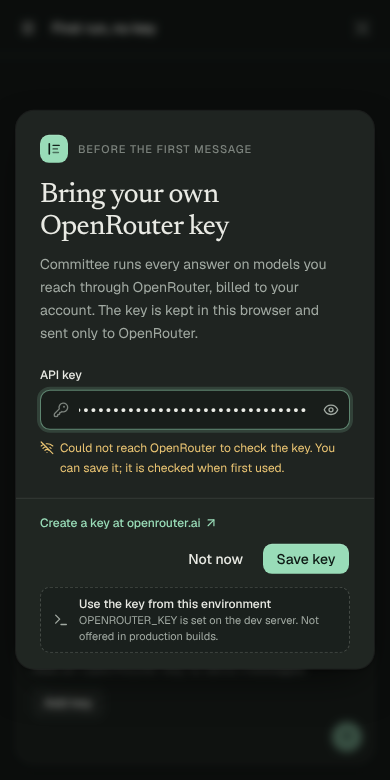 First run, no key
BEFORE THE FIRST MESSAGE
Bring your own
OpenRouter key
Committee runs every answer on models you
reach through OpenRouter, billed to your
account. The key is kept in this browser and
sent only to OpenRouter.
API key
Could not reach OpenRouter to check the key. You
can save it; it is checked when first used.
Create a key at openrouter.ai ↗
Not now
Save key
Use the key from this environment
OPENROUTER_KEY is set on the dev server. Not
offered in production builds.